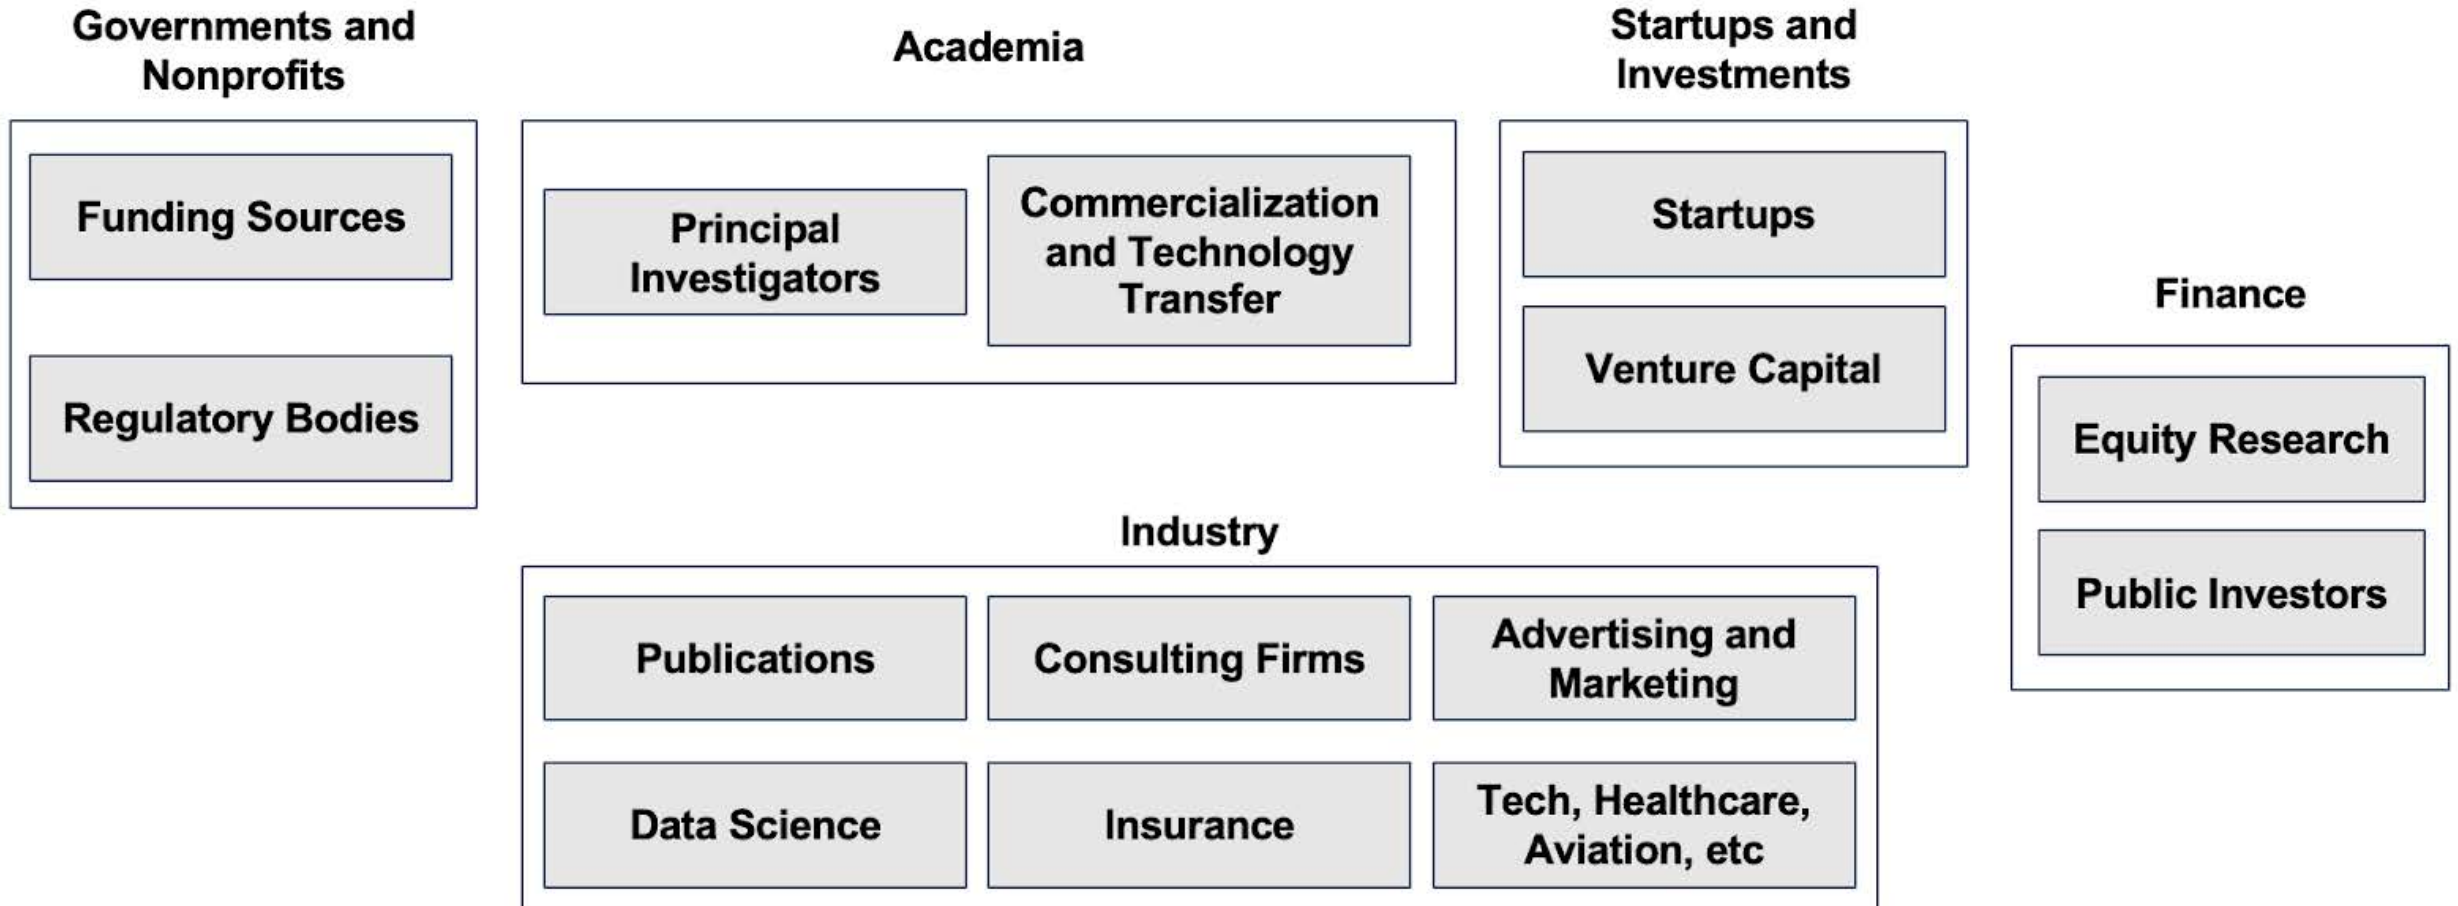 Governments and
Nonprofits
Funding Sources
Regulatory Bodies
Academia
Principal
Investigators
Commercialization
and Technology
Transfer
Startups and
Investments
Startups
Venture Capital
Finance
Equity Research
Public Investors
Industry
Publications
Consulting Firms
Advertising and
Marketing
Data Science
Insurance
Tech, Healthcare,
Aviation, etc